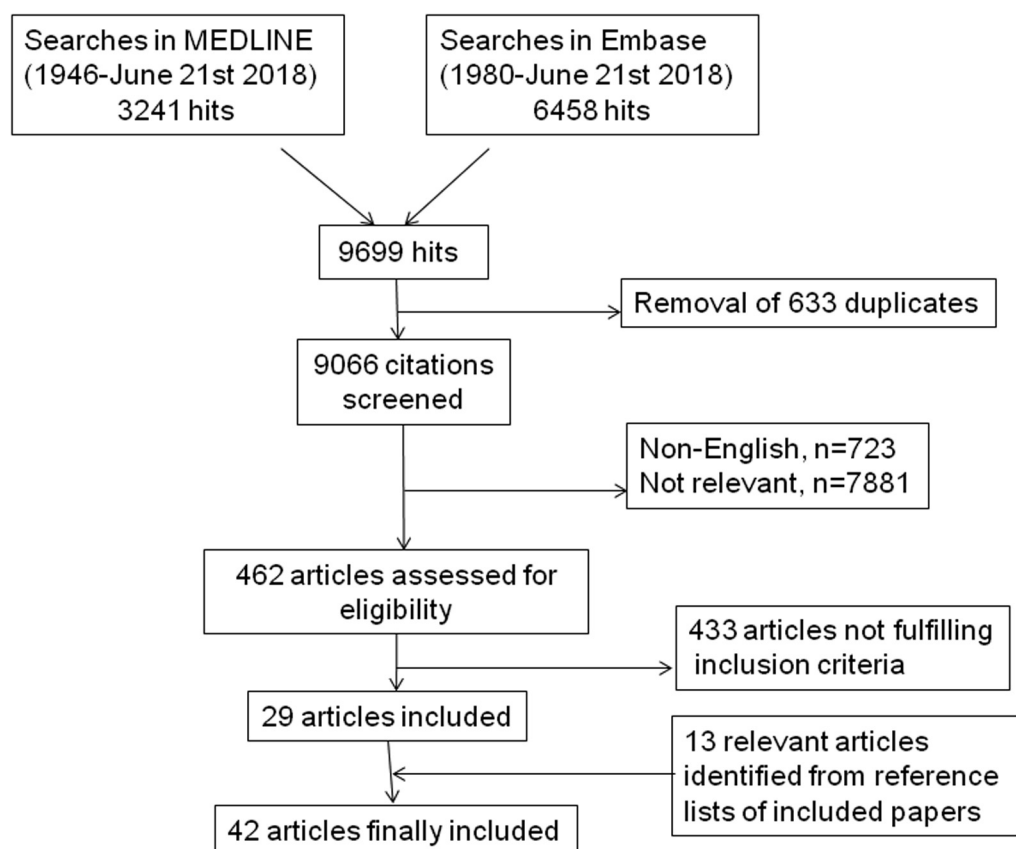 Searches in MEDLINE
(1946-June 21st 2018)
3241 hits
Searches in Embase
(1980-June 21st 2018)
6458 hits
9699 hits
Removal of 633 duplicates
9066 citations
screened
Non-English, n=723
Not relevant, n=7881
462 articles assessed for
eligibility
433 articles not fulfilling
inclusion criteria
29 articles included
13 relevant articles
identified from reference
lists of included papers
42 articles finally included